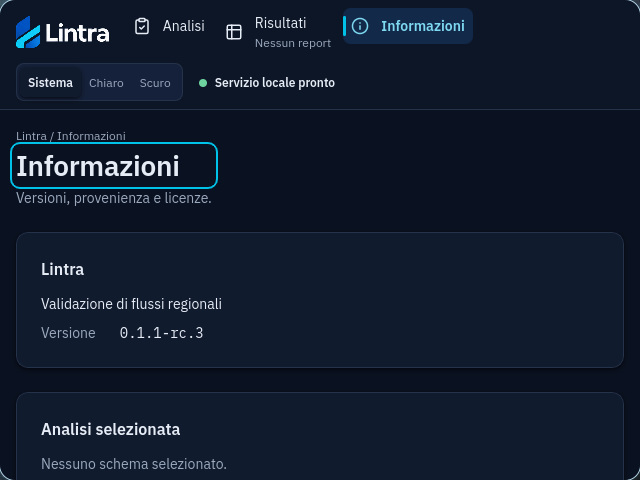 Lintra
Analisi
Risultati
Nessun report
Informazioni
Sistema
Chiaro
Scuro
Servizio locale pronto
Lintra / Informazioni
Informazioni
Versioni, provenienza e licenze.
Lintra
Validazione di flussi regionali
Versione 0.1.1-rc.3
Analisi selezionata
Nessuno schema selezionato.